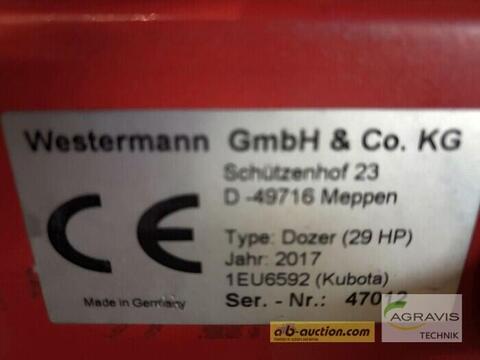 Westermann GmbH & Co. KG
Schützenhof 23
D -49716 Meppen
CE
Type: Dozer (29 HP)
Jahr: 2017
1EU6592 (Kubota)
Made in Germany
Ser. - Nr.: 47012
a·b-auction.com
AGRAVIS
TECHNIK